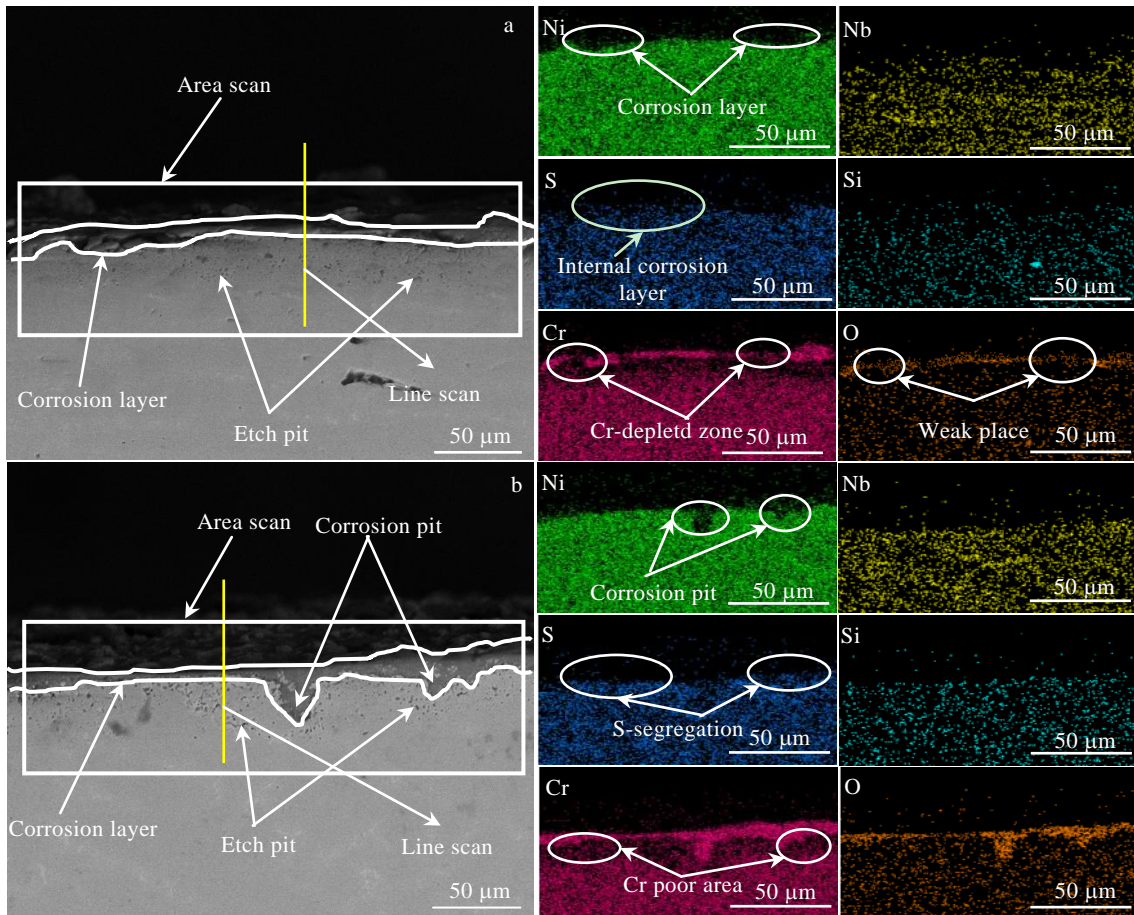 a
Area scan
Corrosion layer
Etch pit
Line scan
50 μm
Ni
Corrosion layer
50 μm
Nb
50 μm
S
Internal corrosion
layer
50 μm
Si
50 μm
Cr
Cr-depletd zone
50 μm
O
Weak place
50 μm
b
Area scan
Corrosion pit
Corrosion layer
Etch pit
Line scan
50 μm
Ni
Corrosion pit
50 μm
Nb
50 μm
S
S-segregation
50 μm
Si
50 μm
Cr
Cr poor area
50 μm
O
50 μm